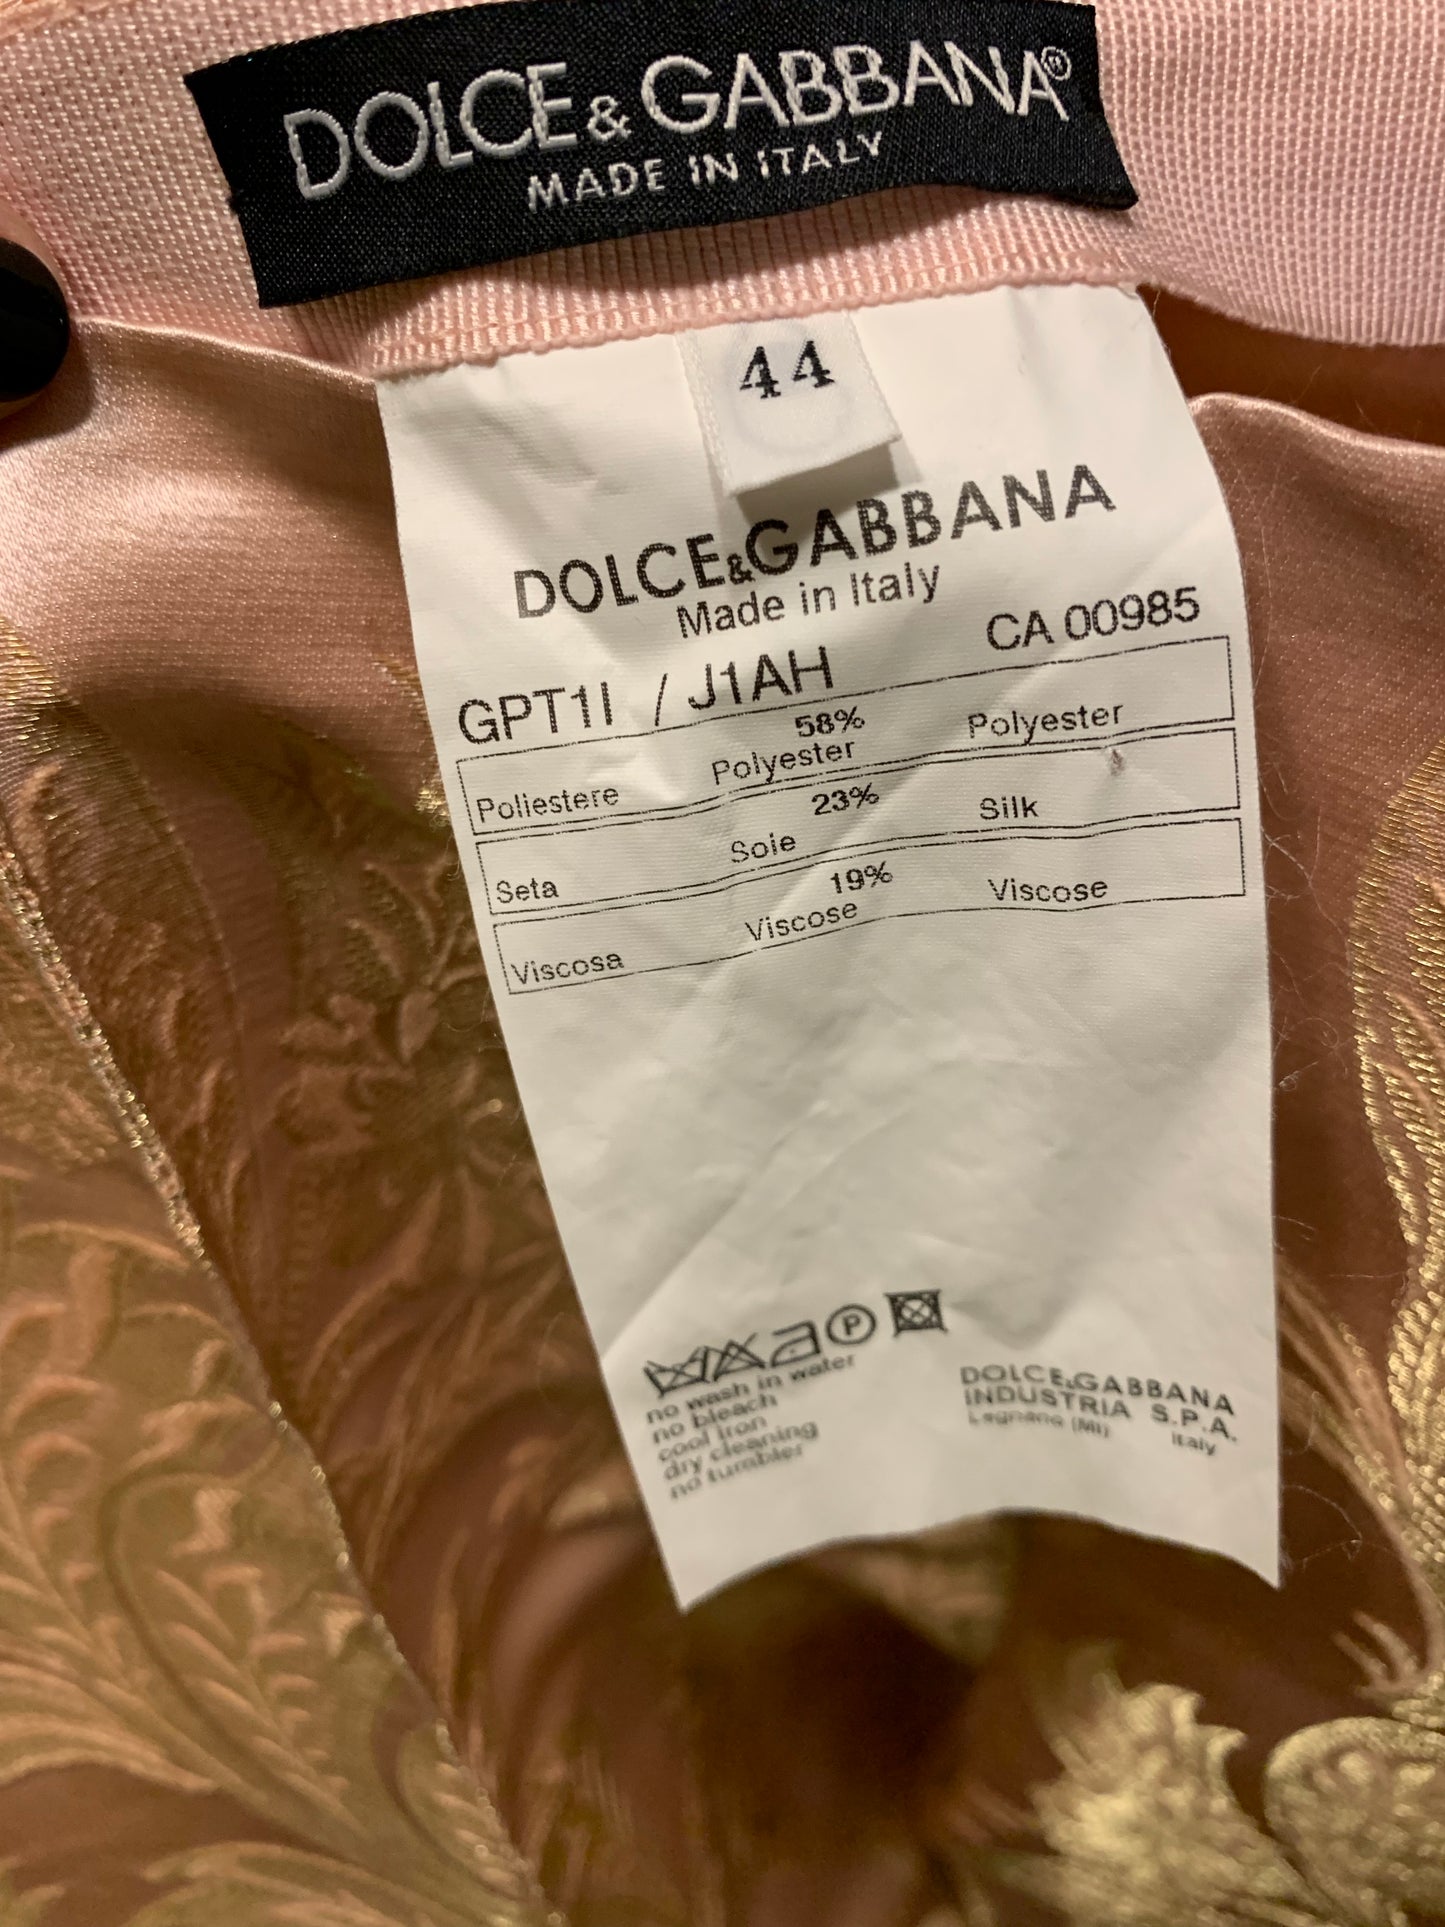 DOLCE & GABBANA®
MADE IN ITALY
44
DOLCE&GABBANA
Made in Italy
CA 00985
GPT1I / J1AH
58%
Poliestere Polyester Polyester
23%
Seta Soie Silk
19%
Viscosa Viscose Viscose
P
no wash in water
no bleach
cool iron
dry cleaning
no tumbler
DOLCE&GABBANA
INDUSTRIA S.P.A.
Legnano (MI) Italy